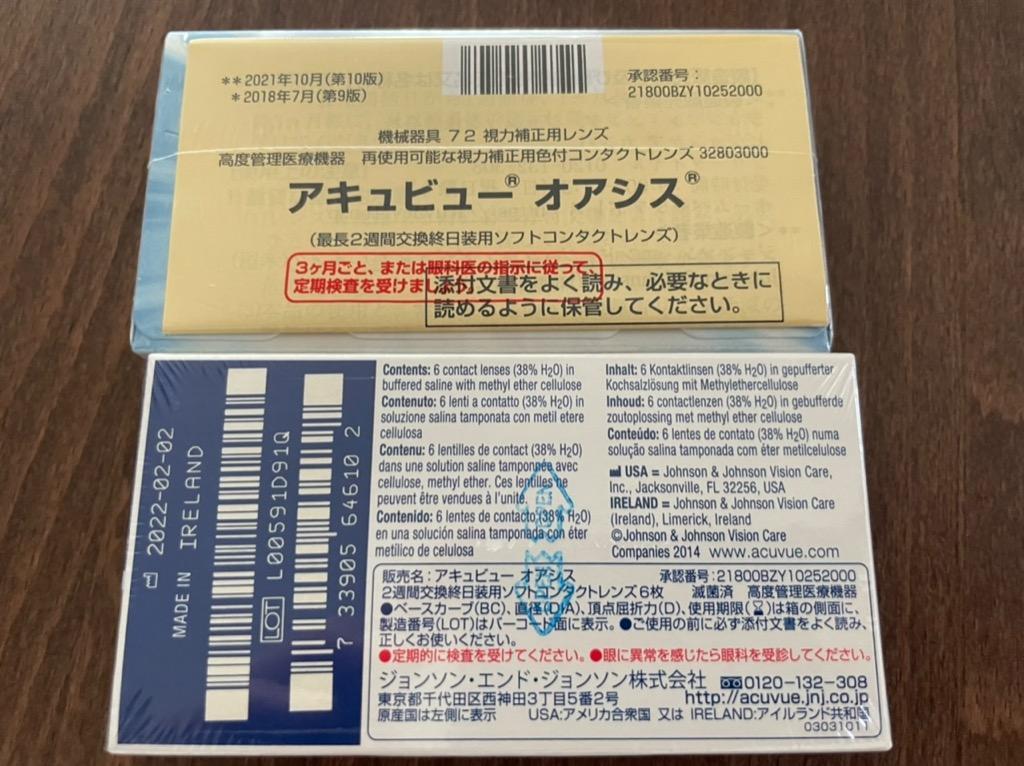 **2021年10月(第10版)
*2018年7月(第9版)
承認番号:
21800BZY10252000
機械器具 72 視力補正用レンズ
高度管理医療機器 再使用可能な視力補正用色付コンタクトレンズ 32803000
アキュビュー® オアシス®
(最長2週間交換終日装用ソフトコンタクトレンズ)
3ヶ月ごと、または眼科医の指示に従って、
定期検査を受けましょう。
添付文書をよく読み、必要なときに
読めるように保管してください。
2022-02-02
MADE IN IRELAND
LOT L00591D91Q
7 33905 64610 2
Contents: 6 contact lenses (38% H2O) in
buffered saline with methyl ether cellulose
Contenuto: 6 lenti a contatto (38% H2O) in
soluzione salina tamponata con metil etere
cellulosa
Contenu: 6 lentilles de contact (38% H2O)
dans une solution saline tamponnée avec
cellulose, methyl ether. Ces lentilles ne
peuvent être vendues à l'unité.
Contenido: 6 lentes de contacto (38% H2O)
en una solución salina tamponada con éter
metílico de celulosa
Inhalt: 6 Kontaktlinsen (38% H2O) in gepufferter
Kochsalzlösung mit Methylethercellulose
Inhoud: 6 contactlenzen (38% H2O) in gebufferde
zoutoplossing met methyl ether cellulose
Conteúdo: 6 lentes de contato (38% H2O) numa
solução salina tamponada com éter metilcelulose
USA = Johnson & Johnson Vision Care,
Inc., Jacksonville, FL 32256, USA
IRELAND = Johnson & Johnson Vision Care
(Ireland), Limerick, Ireland
©Johnson & Johnson Vision Care
Companies 2014 www.acuvue.com
販売名:アキュビュー オアシス 承認番号:21800BZY10252000
2週間交換終日装用ソフトコンタクトレンズ6枚 滅菌済 高度管理医療機器
●ベースカーブ(BC)、直径(DIA)、頂点屈折力(D)、使用期限(⌛)は箱の側面に、
製造番号(LOT)はバーコード面に表示。●ご使用の前に必ず添付文書をよく読み、
正しくお使いください。
●定期的に検査を受けてください。●眼に異常を感じたら眼科を受診してください。
ジョンソン・エンド・ジョンソン株式会社 0120-132-308
東京都千代田区西神田3丁目5番2号 http://acuvue.jnj.co.jp
原産国は左側に表示 USA:アメリカ合衆国 又は IRELAND:アイルランド共和国
03031011